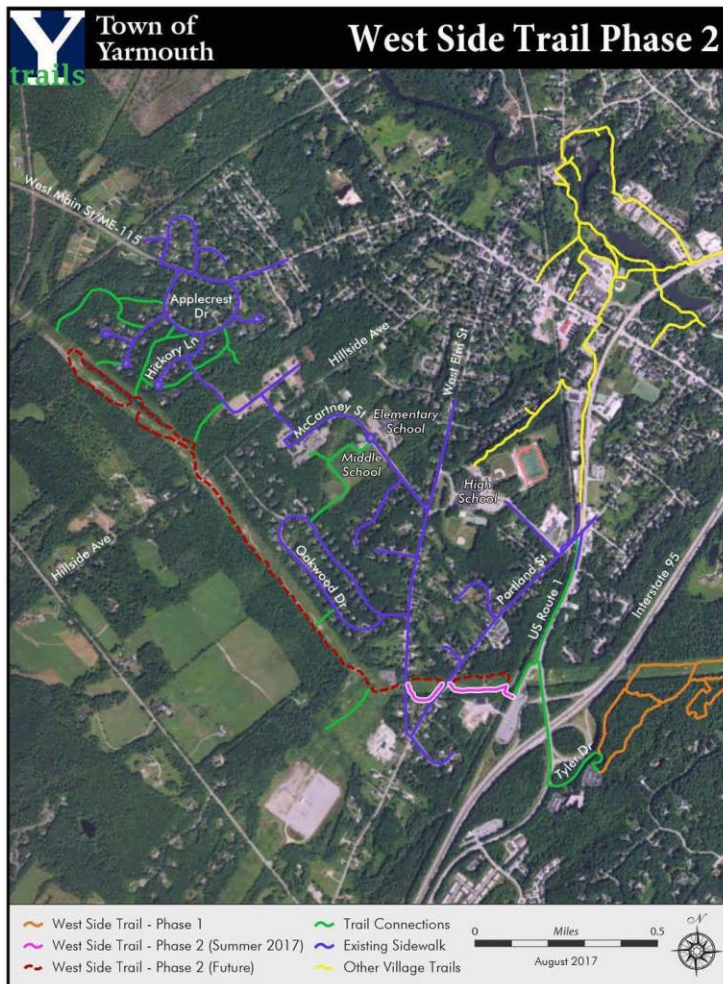 Y
trails
Town of
Yarmouth
West Side Trail Phase 2
West Main St/ME-115
Applecrest
Dr
Hickory Ln
Hillside Ave
West Elm St
McCartney St
Elementary
School
Middle
School
High
School
Hillside Ave
Oakwood Dr
Portland St
US Route 1
Interstate 95
Tyler Dr
West Side Trail - Phase 1
West Side Trail - Phase 2 (Summer 2017)
West Side Trail - Phase 2 (Future)
Trail Connections
Existing Sidewalk
Other Village Trails
0 Miles 0.5
August 2017
N